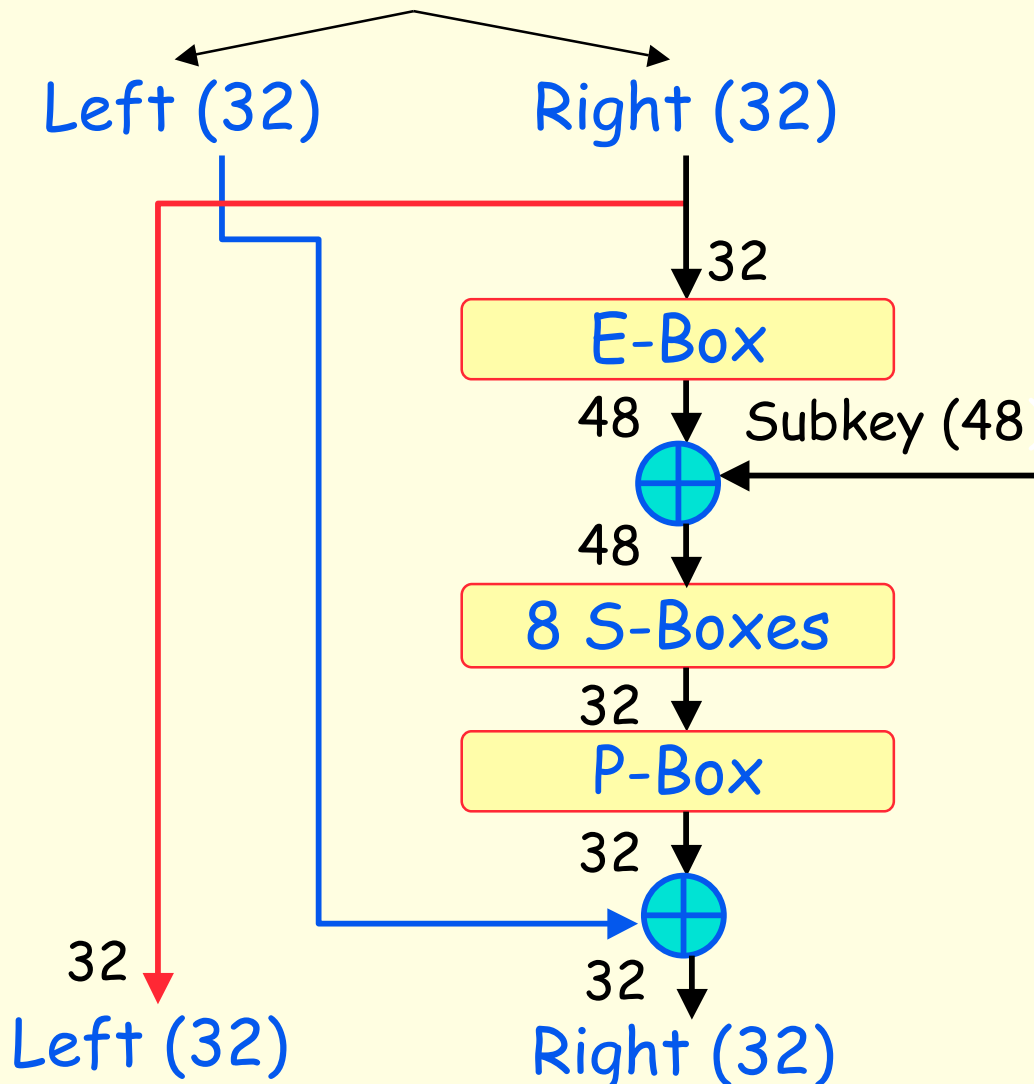 Left (32)
Right (32)
32
E-Box
48
Subkey (48
48
8 S-Boxes
32
P-Box
32
32
32
Left (32)
Right (32)